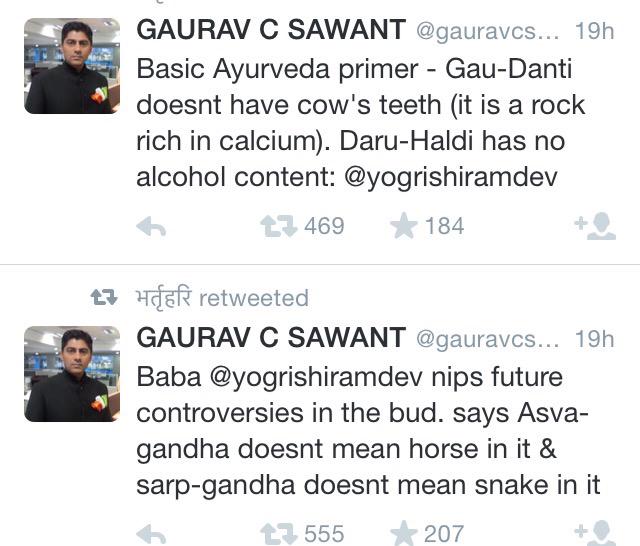 GAURAV C SAWANT @gauravcs... 19h
Basic Ayurveda primer - Gau-Danti
doesnt have cow's teeth (it is a rock
rich in calcium). Daru-Haldi has no
alcohol content: @yogrishiramdev
469 184
भर्तृहरि retweeted
GAURAV C SAWANT @gauravcs... 19h
Baba @yogrishiramdev nips future
controversies in the bud. says Asva-
gandha doesnt mean horse in it &
sarp-gandha doesnt mean snake in it
555 207